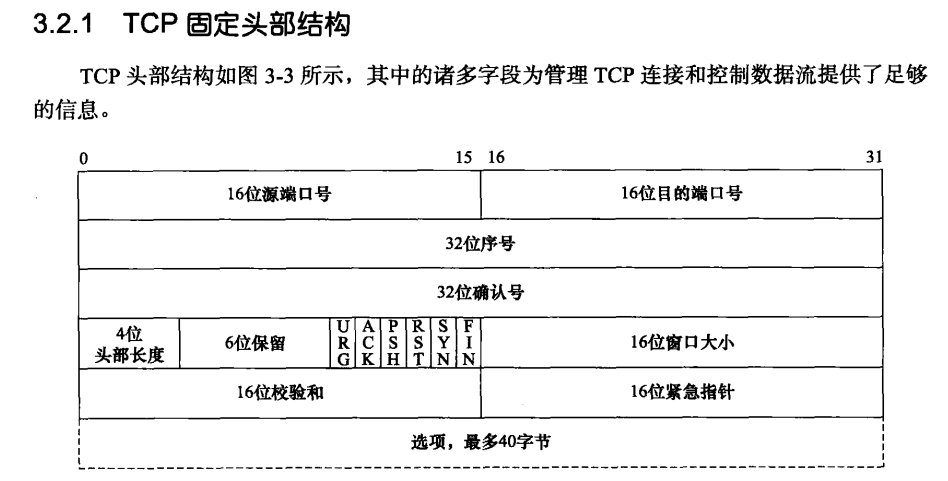 3.2.1 TCP 固定头部结构
TCP 头部结构如图 3-3 所示，其中的诸多字段为管理 TCP 连接和控制数据流提供了足够
的信息。
0 15 16 31
16位源端口号 16位目的端口号
32位序号
32位确认号
4位
头部长度 6位保留 URG ACK PSH RST SYN FIN 16位窗口大小
16位校验和 16位紧急指针
选项，最多40字节